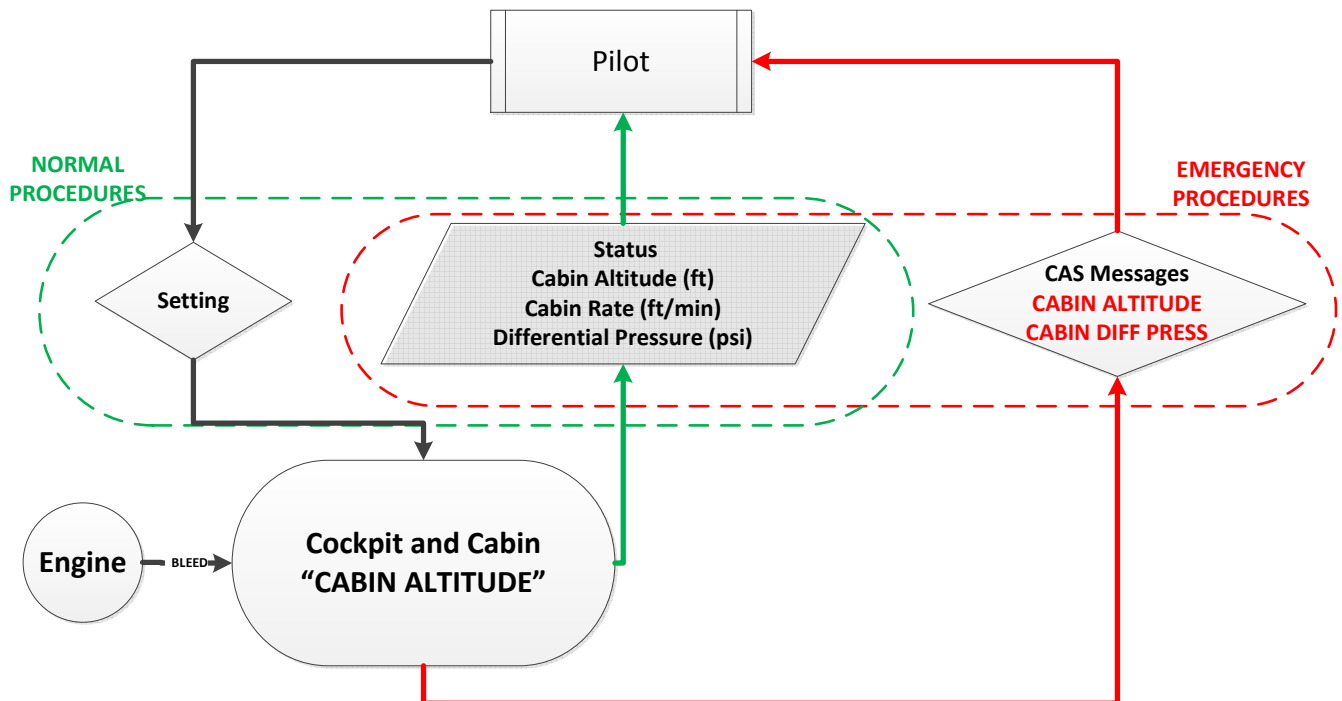 Pilot
NORMAL
PROCEDURES
EMERGENCY
PROCEDURES
Setting
Status
Cabin Altitude (ft)
Cabin Rate (ft/min)
Differential Pressure (psi)
CAS Messages
CABIN ALTITUDE
CABIN DIFF PRESS
Engine
BLEED
Cockpit and Cabin
“CABIN ALTITUDE”